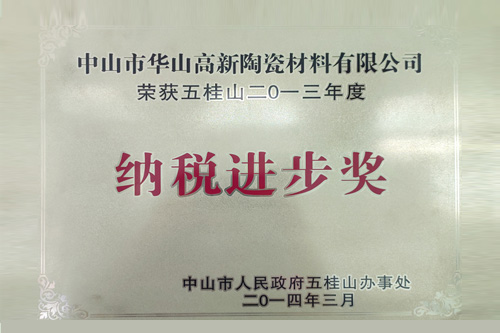 中山市华山高新陶瓷材料有限公司
荣获五桂山二〇一三年度
纳税进步奖
中山市人民政府五桂山办事处
二〇一四年三月